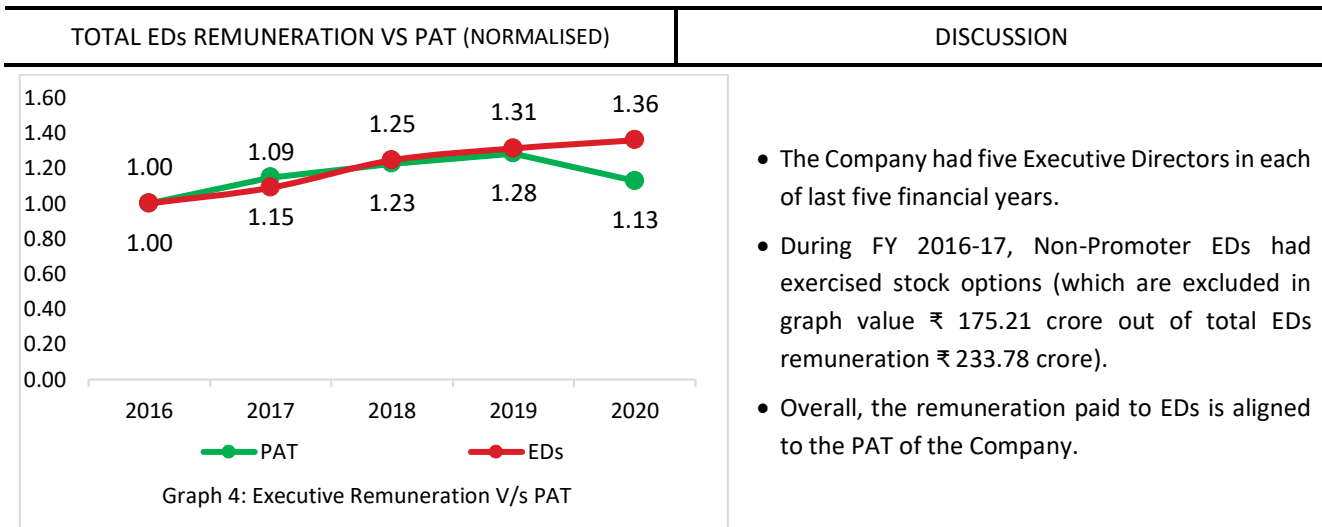 TOTAL EDs REMUNERATION VS PAT (NORMALISED)
DISCUSSION
1.60
1.40
1.20
1.00
0.80
0.60
0.40
0.20
0.00
1.00
1.09
1.25
1.31
1.36
1.00
1.15
1.23
1.28
1.13
2016 2017 2018 2019 2020
PAT EDs
Graph 4: Executive Remuneration V/s PAT
• The Company had five Executive Directors in each
of last five financial years.
• During FY 2016-17, Non-Promoter EDs had
exercised stock options (which are excluded in
graph value ₹ 175.21 crore out of total EDs
remuneration ₹ 233.78 crore).
• Overall, the remuneration paid to EDs is aligned
to the PAT of the Company.